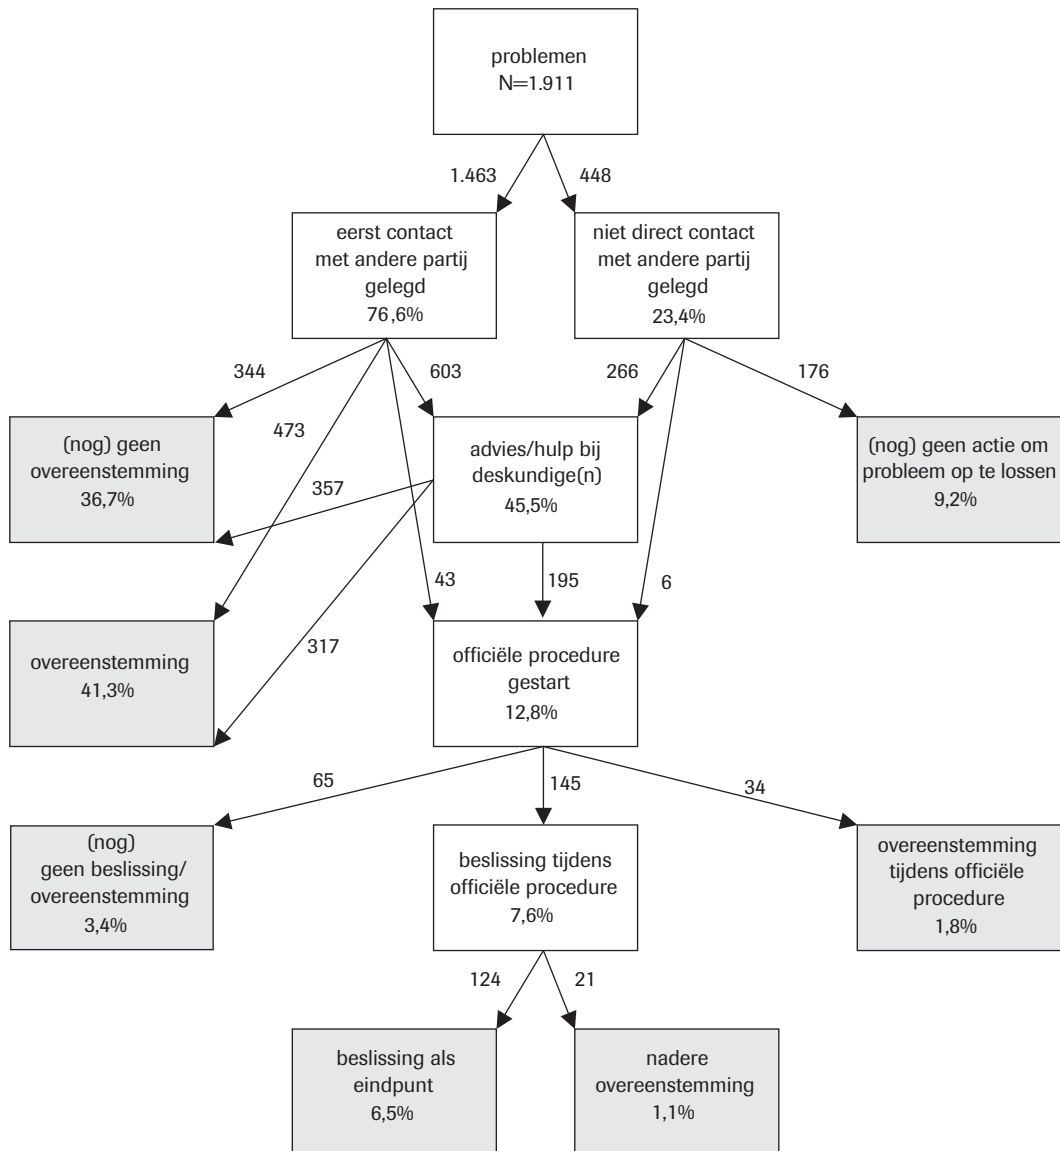 problemen
N=1.911
1.463
448
eerst contact
met andere partij
gelegd
76,6%
niet direct contact
met andere partij
gelegd
23,4%
344
603
266
176
473
(nog) geen
overeenstemming
36,7%
advies/hulp bij
deskundige(n)
45,5%
(nog) geen actie om
probleem op te lossen
9,2%
357
43
195
6
317
overeenstemming
41,3%
officiële procedure
gestart
12,8%
65
145
34
(nog)
geen beslissing/
overeenstemming
3,4%
beslissing tijdens
officiële procedure
7,6%
overeenstemming
tijdens officiële
procedure
1,8%
124
21
beslissing als
eindpunt
6,5%
nadere
overeenstemming
1,1%